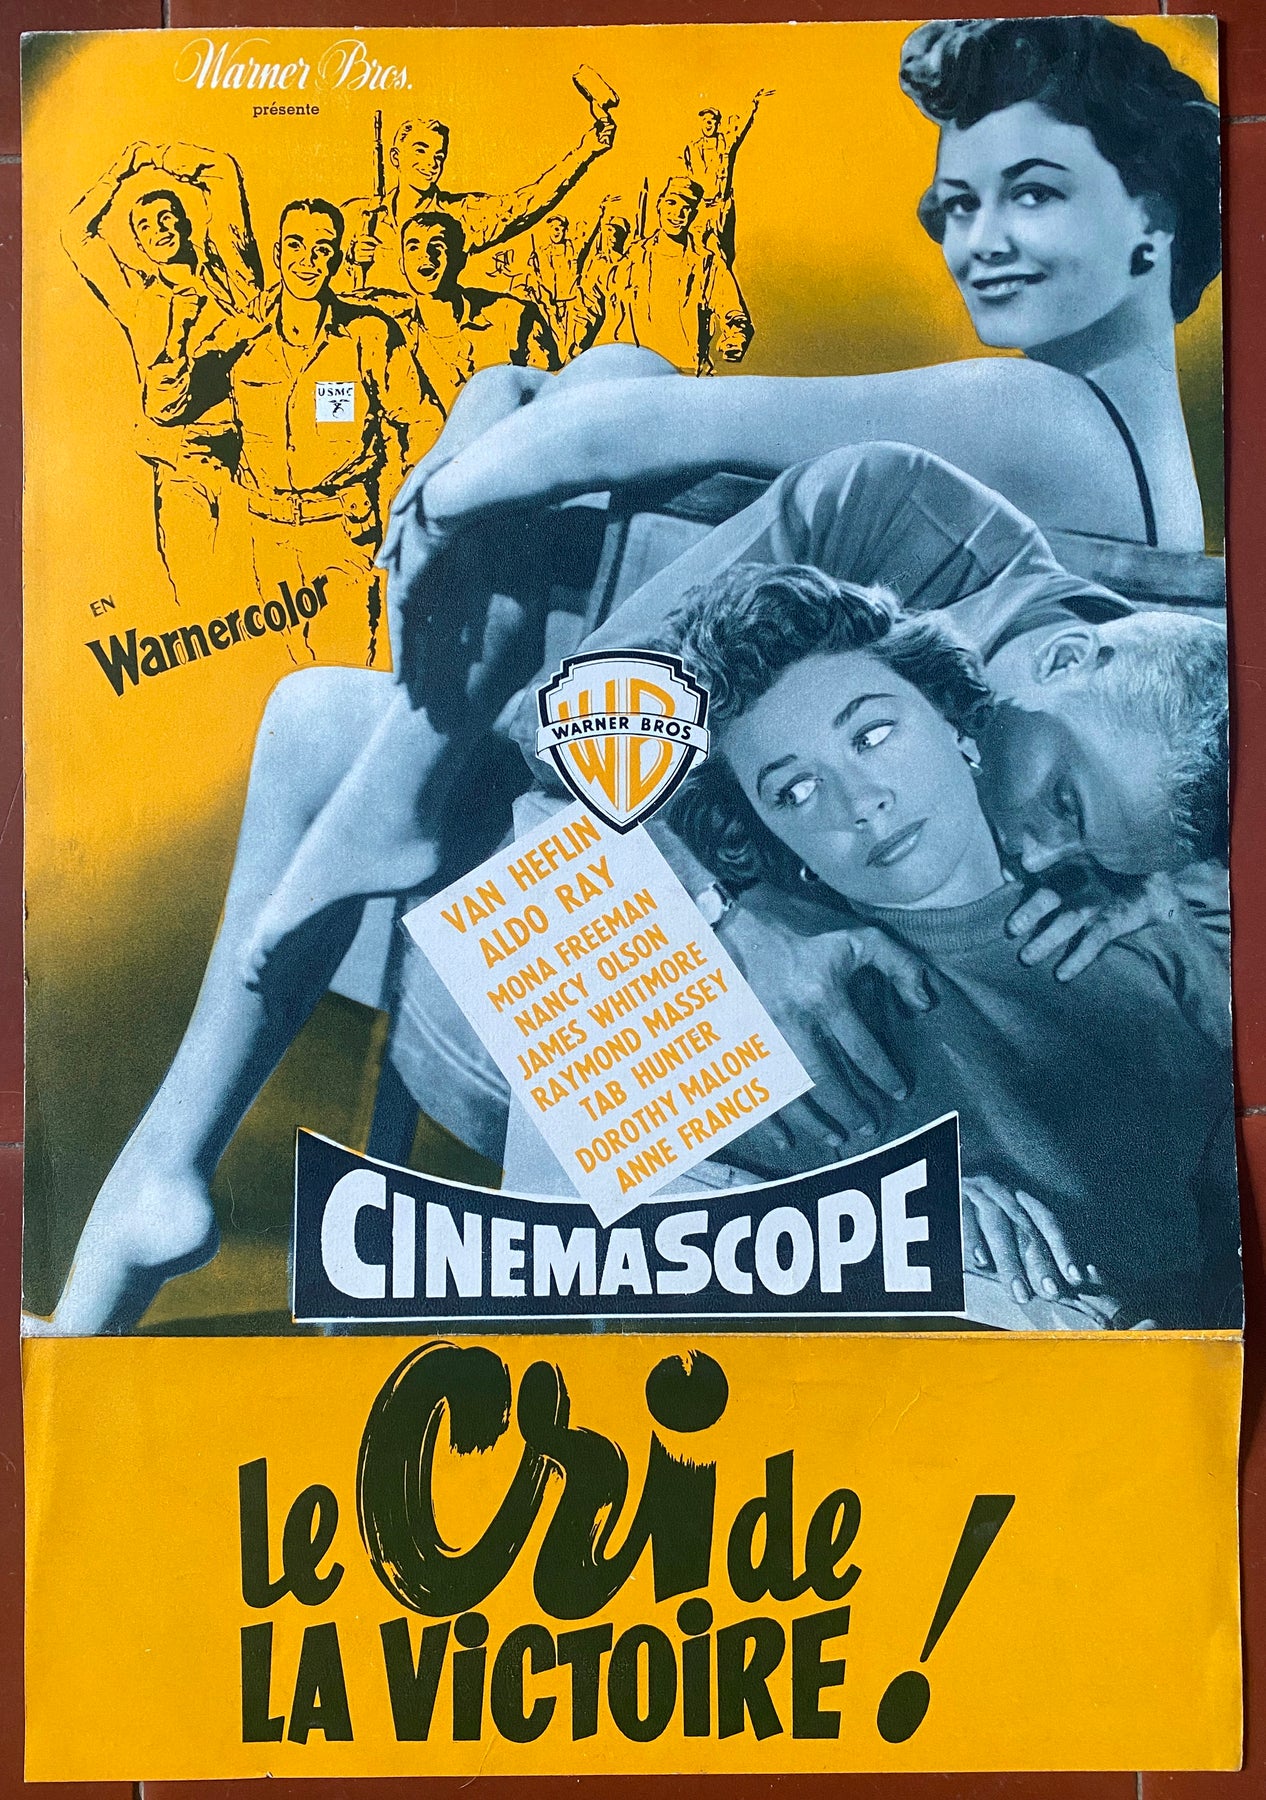 Warner Bros.
présente
USMC
EN
Warnercolor
WB
WARNER BROS
VAN HEFLIN
ALDO RAY
MONA FREEMAN
NANCY OLSON
JAMES WHITMORE
RAYMOND MASSEY
TAB HUNTER
DOROTHY MALONE
ANNE FRANCIS
CINEMASCOPE
Le Cri de
LA ViCTOiRE !